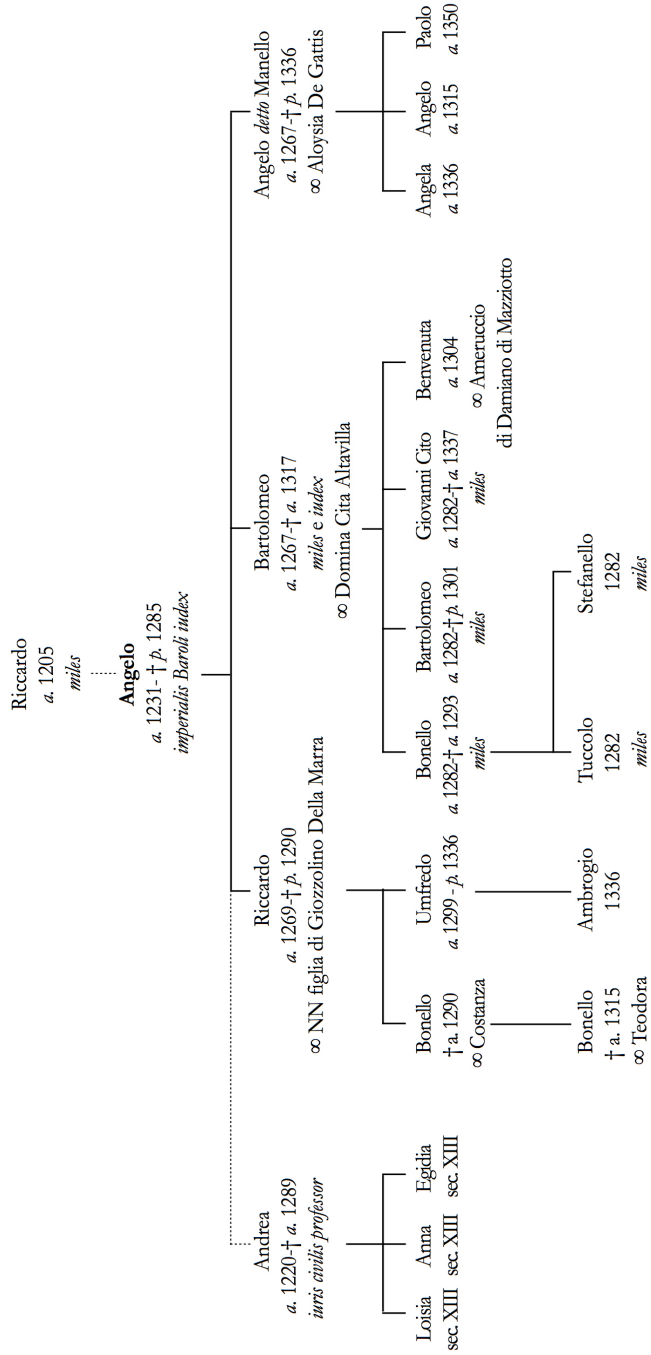 Riccardo
a. 1205
miles
Angelo
a. 1231- † p. 1285
imperialis Baroli iudex
Andrea
a. 1220-† a. 1289
iuris civilis professor
Riccardo
a. 1269-† p. 1290
∞ NN figlia di Giozzolino Della Marra
Bartolomeo
a. 1267-† a. 1317
miles e iudex
∞ Domina Cita Altavilla
Angelo detto Manello
a. 1267-† p. 1336
∞ Aloysia De Gattis
Loisia
sec. XIII
Anna
sec. XIII
Egidia
sec. XIII
Bonello
† a. 1290
∞ Costanza
Umfredo
a. 1299 - p. 1336
Bonello
a. 1282-† a. 1293
miles
Bartolomeo
a. 1282-† p. 1301
miles
Giovanni Cito
a. 1282-† a. 1337
miles
Benvenuta
a. 1304
∞ Ameruccio
di Damiano di Mazziotto
Angela
a. 1336
Angelo
a. 1315
Paolo
a. 1350
Bonello
† a. 1315
∞ Teodora
Ambrogio
1336
Tuccolo
1282
miles
Stefanello
1282
miles